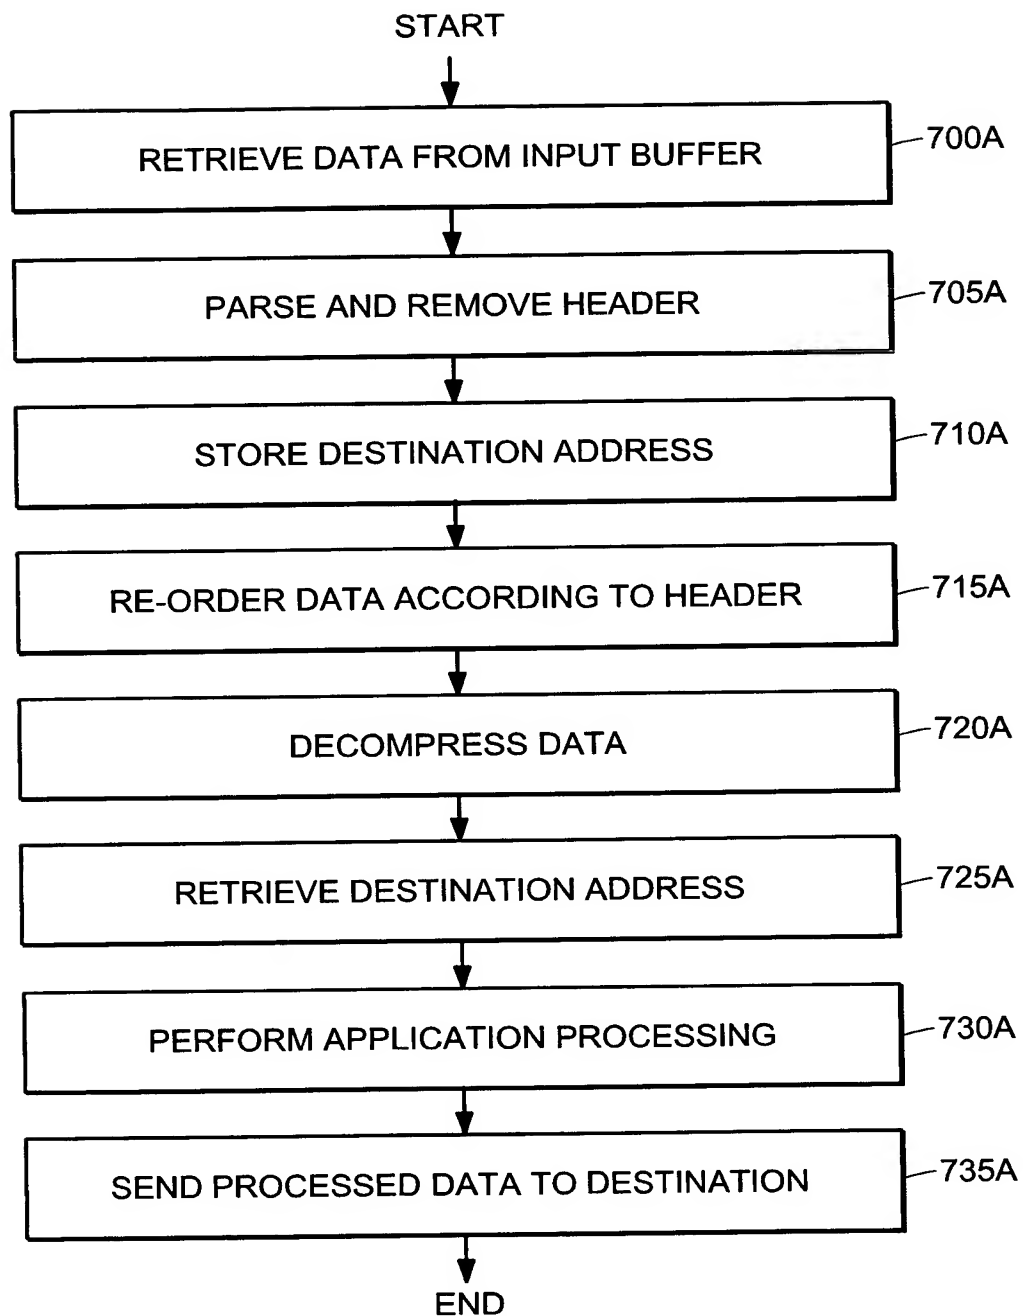 START
RETRIEVE DATA FROM INPUT BUFFER
700A
PARSE AND REMOVE HEADER
705A
STORE DESTINATION ADDRESS
710A
RE-ORDER DATA ACCORDING TO HEADER
715A
DECOMPRESS DATA
720A
RETRIEVE DESTINATION ADDRESS
725A
PERFORM APPLICATION PROCESSING
730A
SEND PROCESSED DATA TO DESTINATION
735A
END